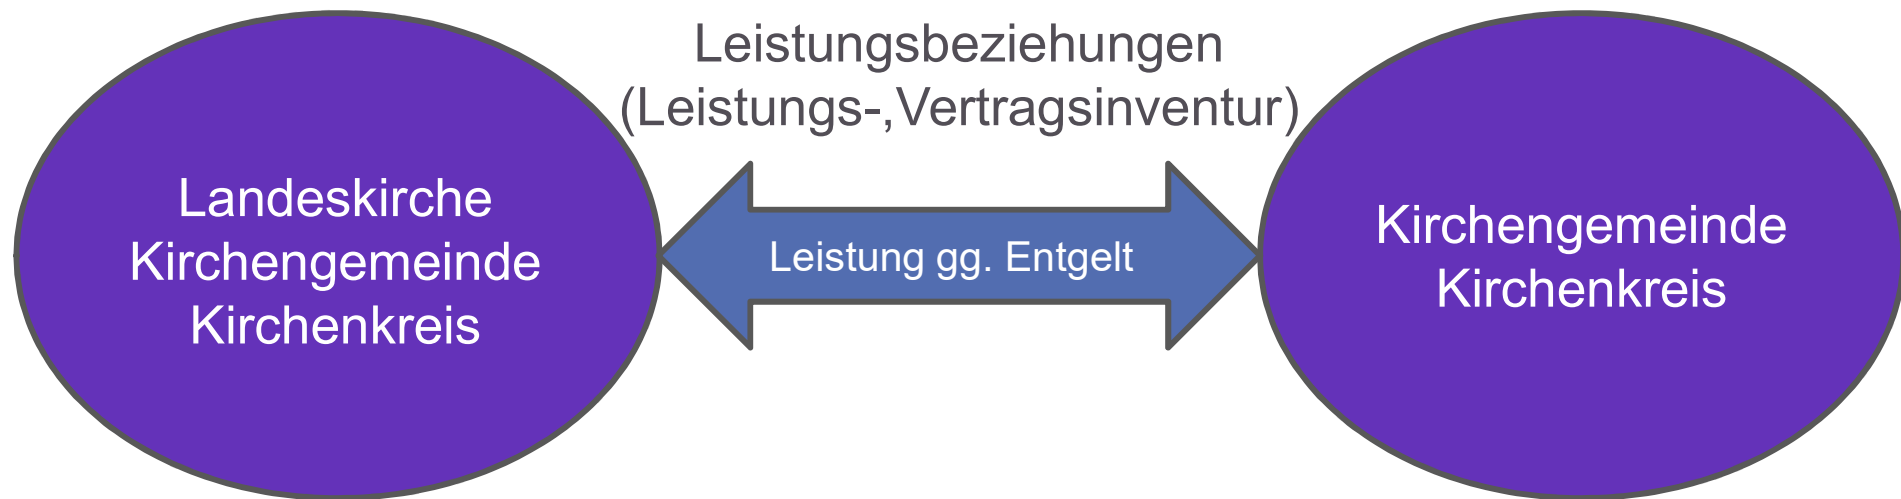 Leistungsbeziehungen
(Leistungs-,Vertragsinventur)
Landeskirche
Kirchengemeinde
Kirchenkreis
Leistung gg. Entgelt
Kirchengemeinde
Kirchenkreis